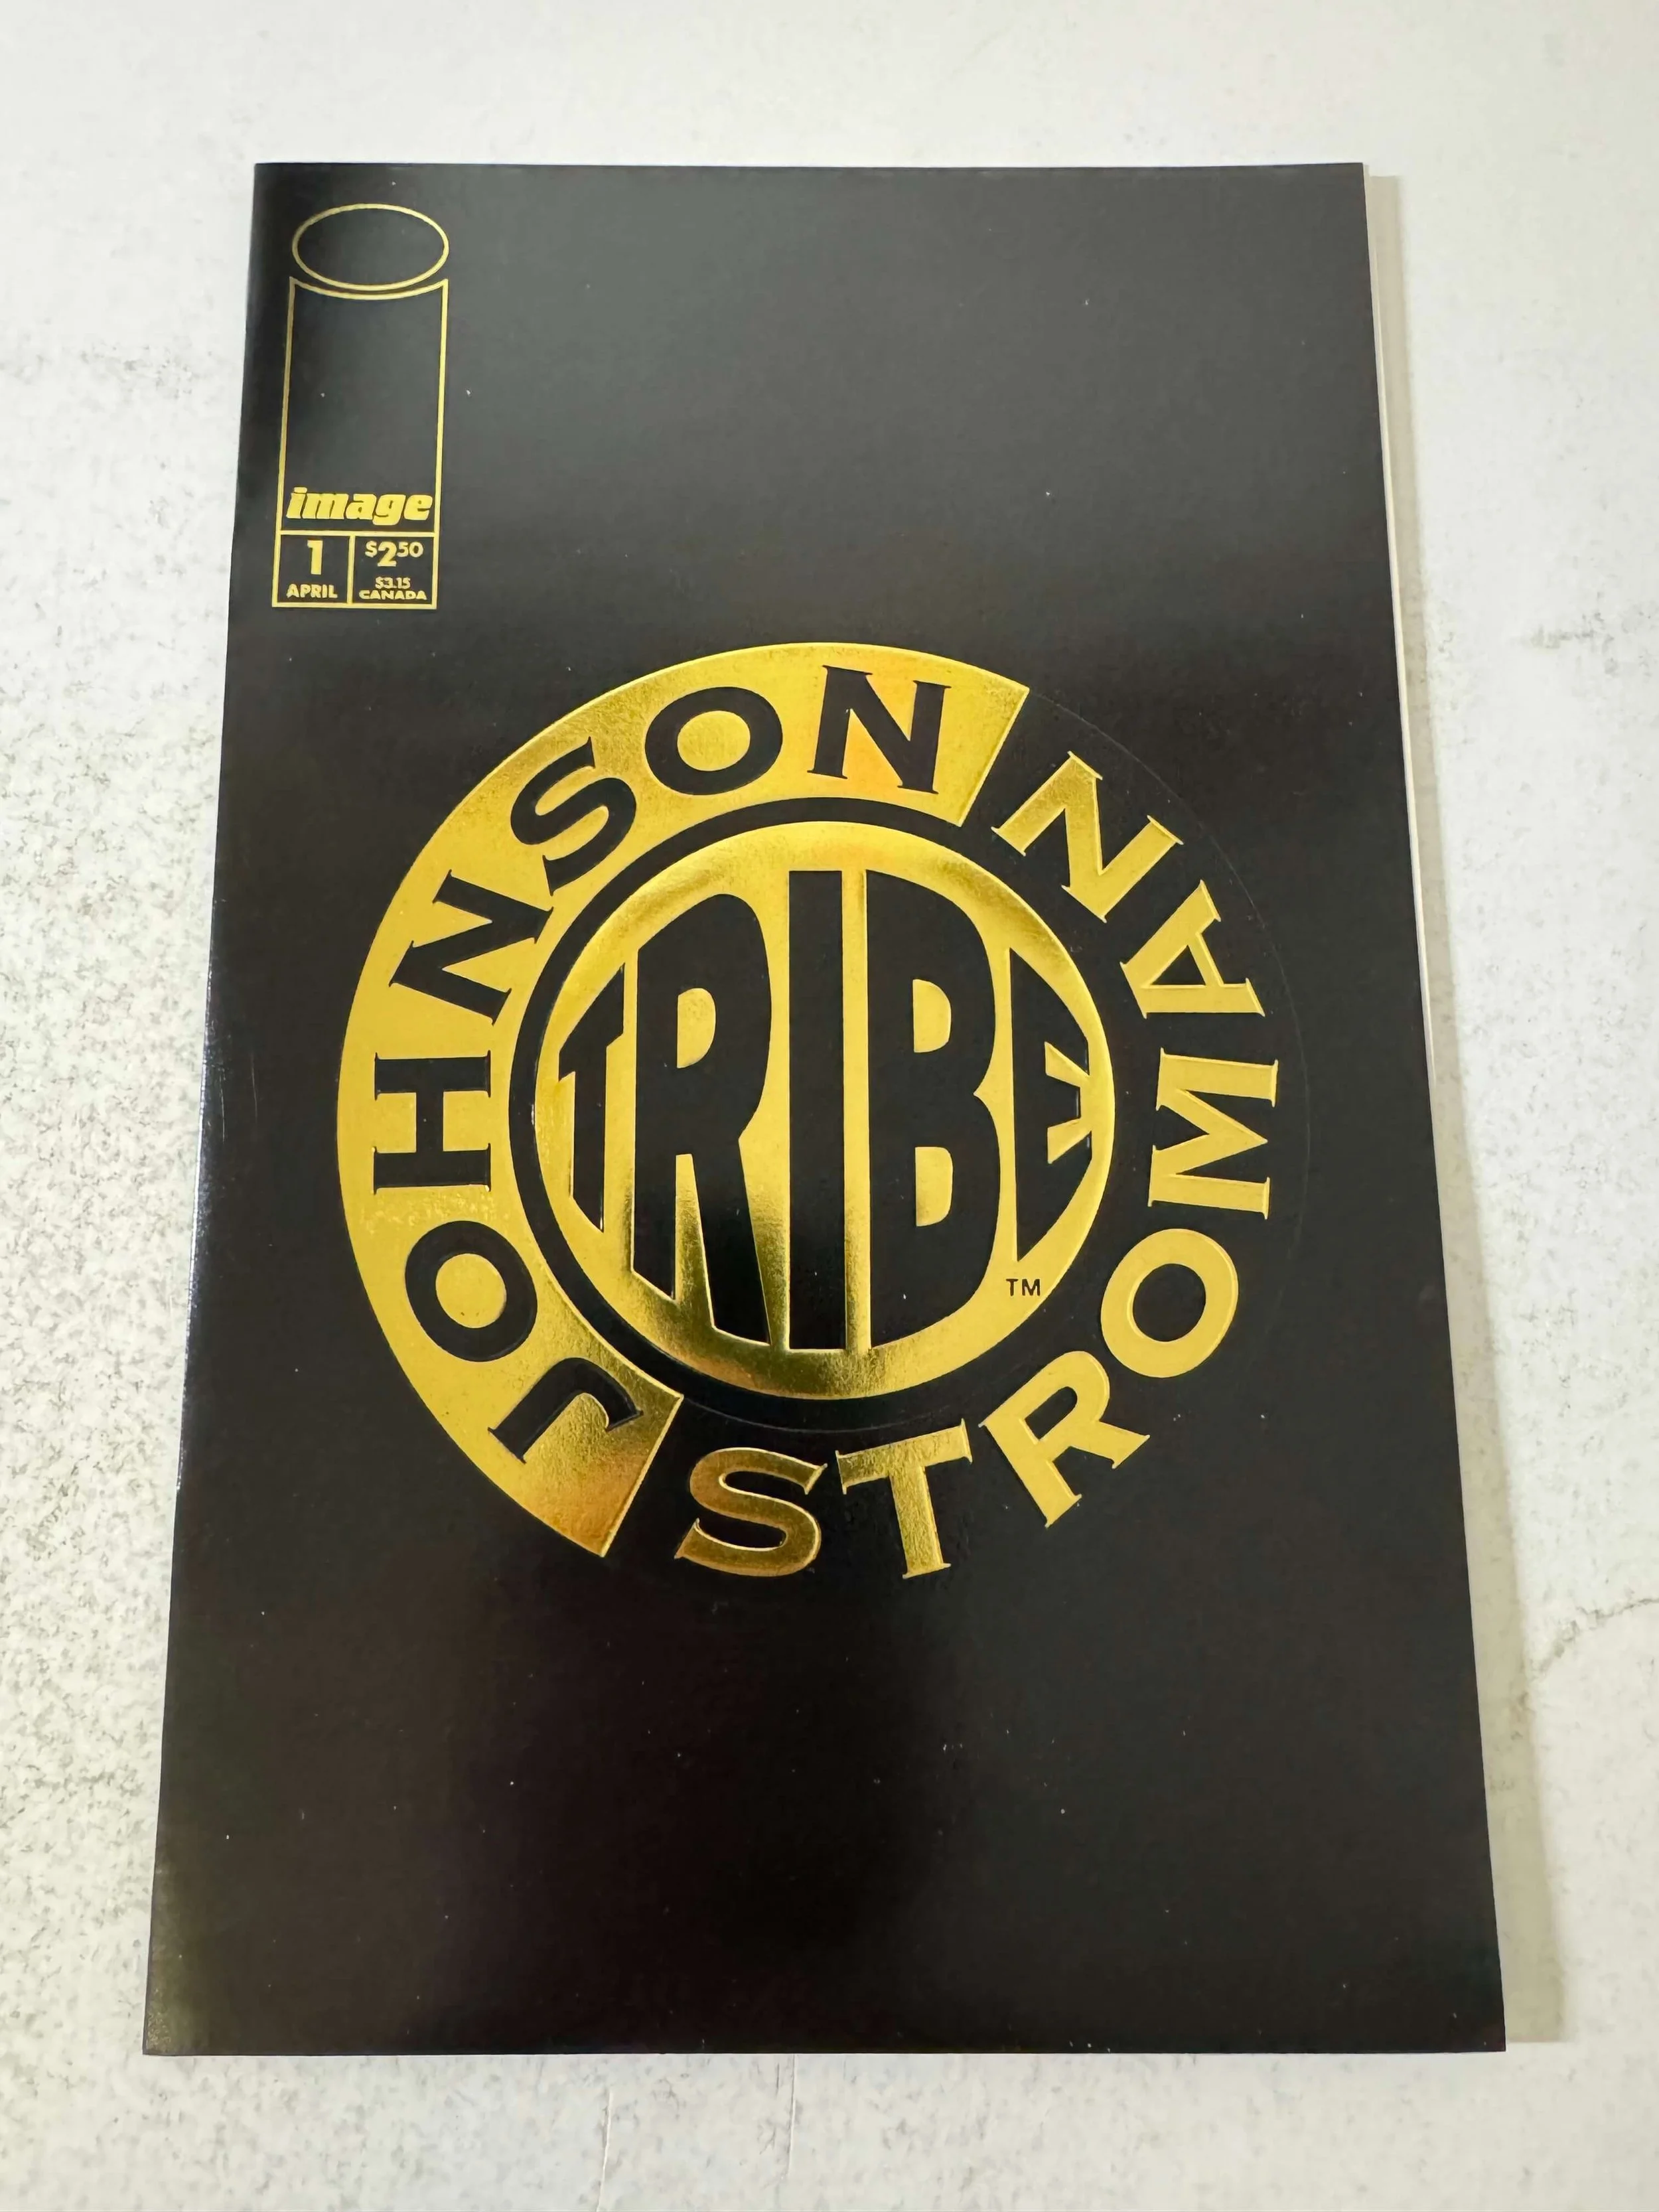 image
1
APRIL
$2.50
$3.15
CANADA
JOHNSON
STROMAN
TRIBE
TM